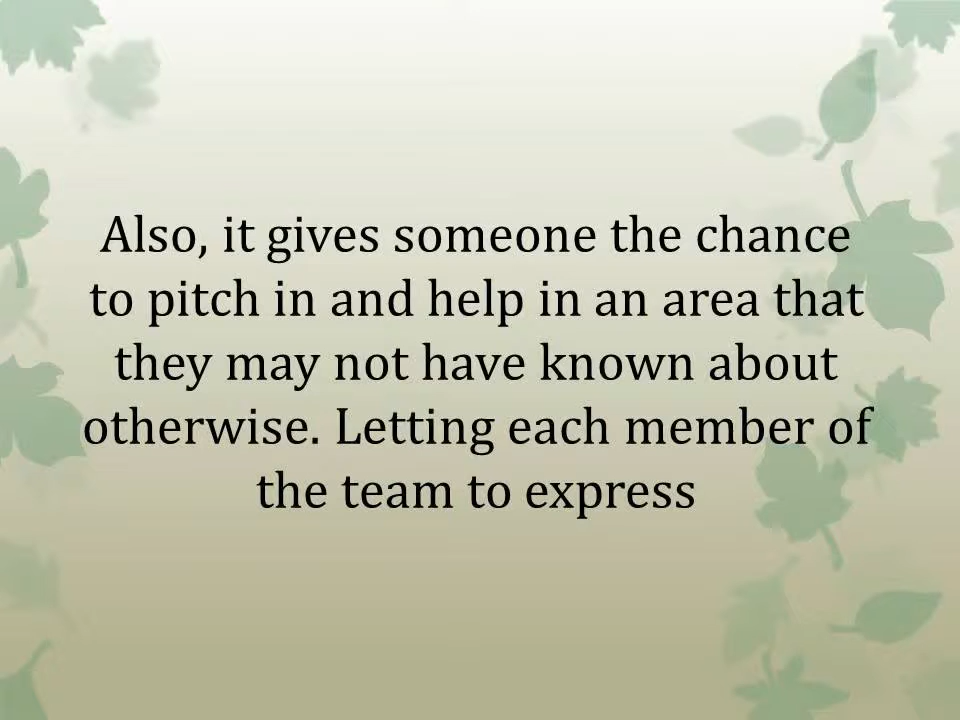 Also, it gives someone the chance
to pitch in and help in an area that
they may not have known about
otherwise. Letting each member of
the team to express